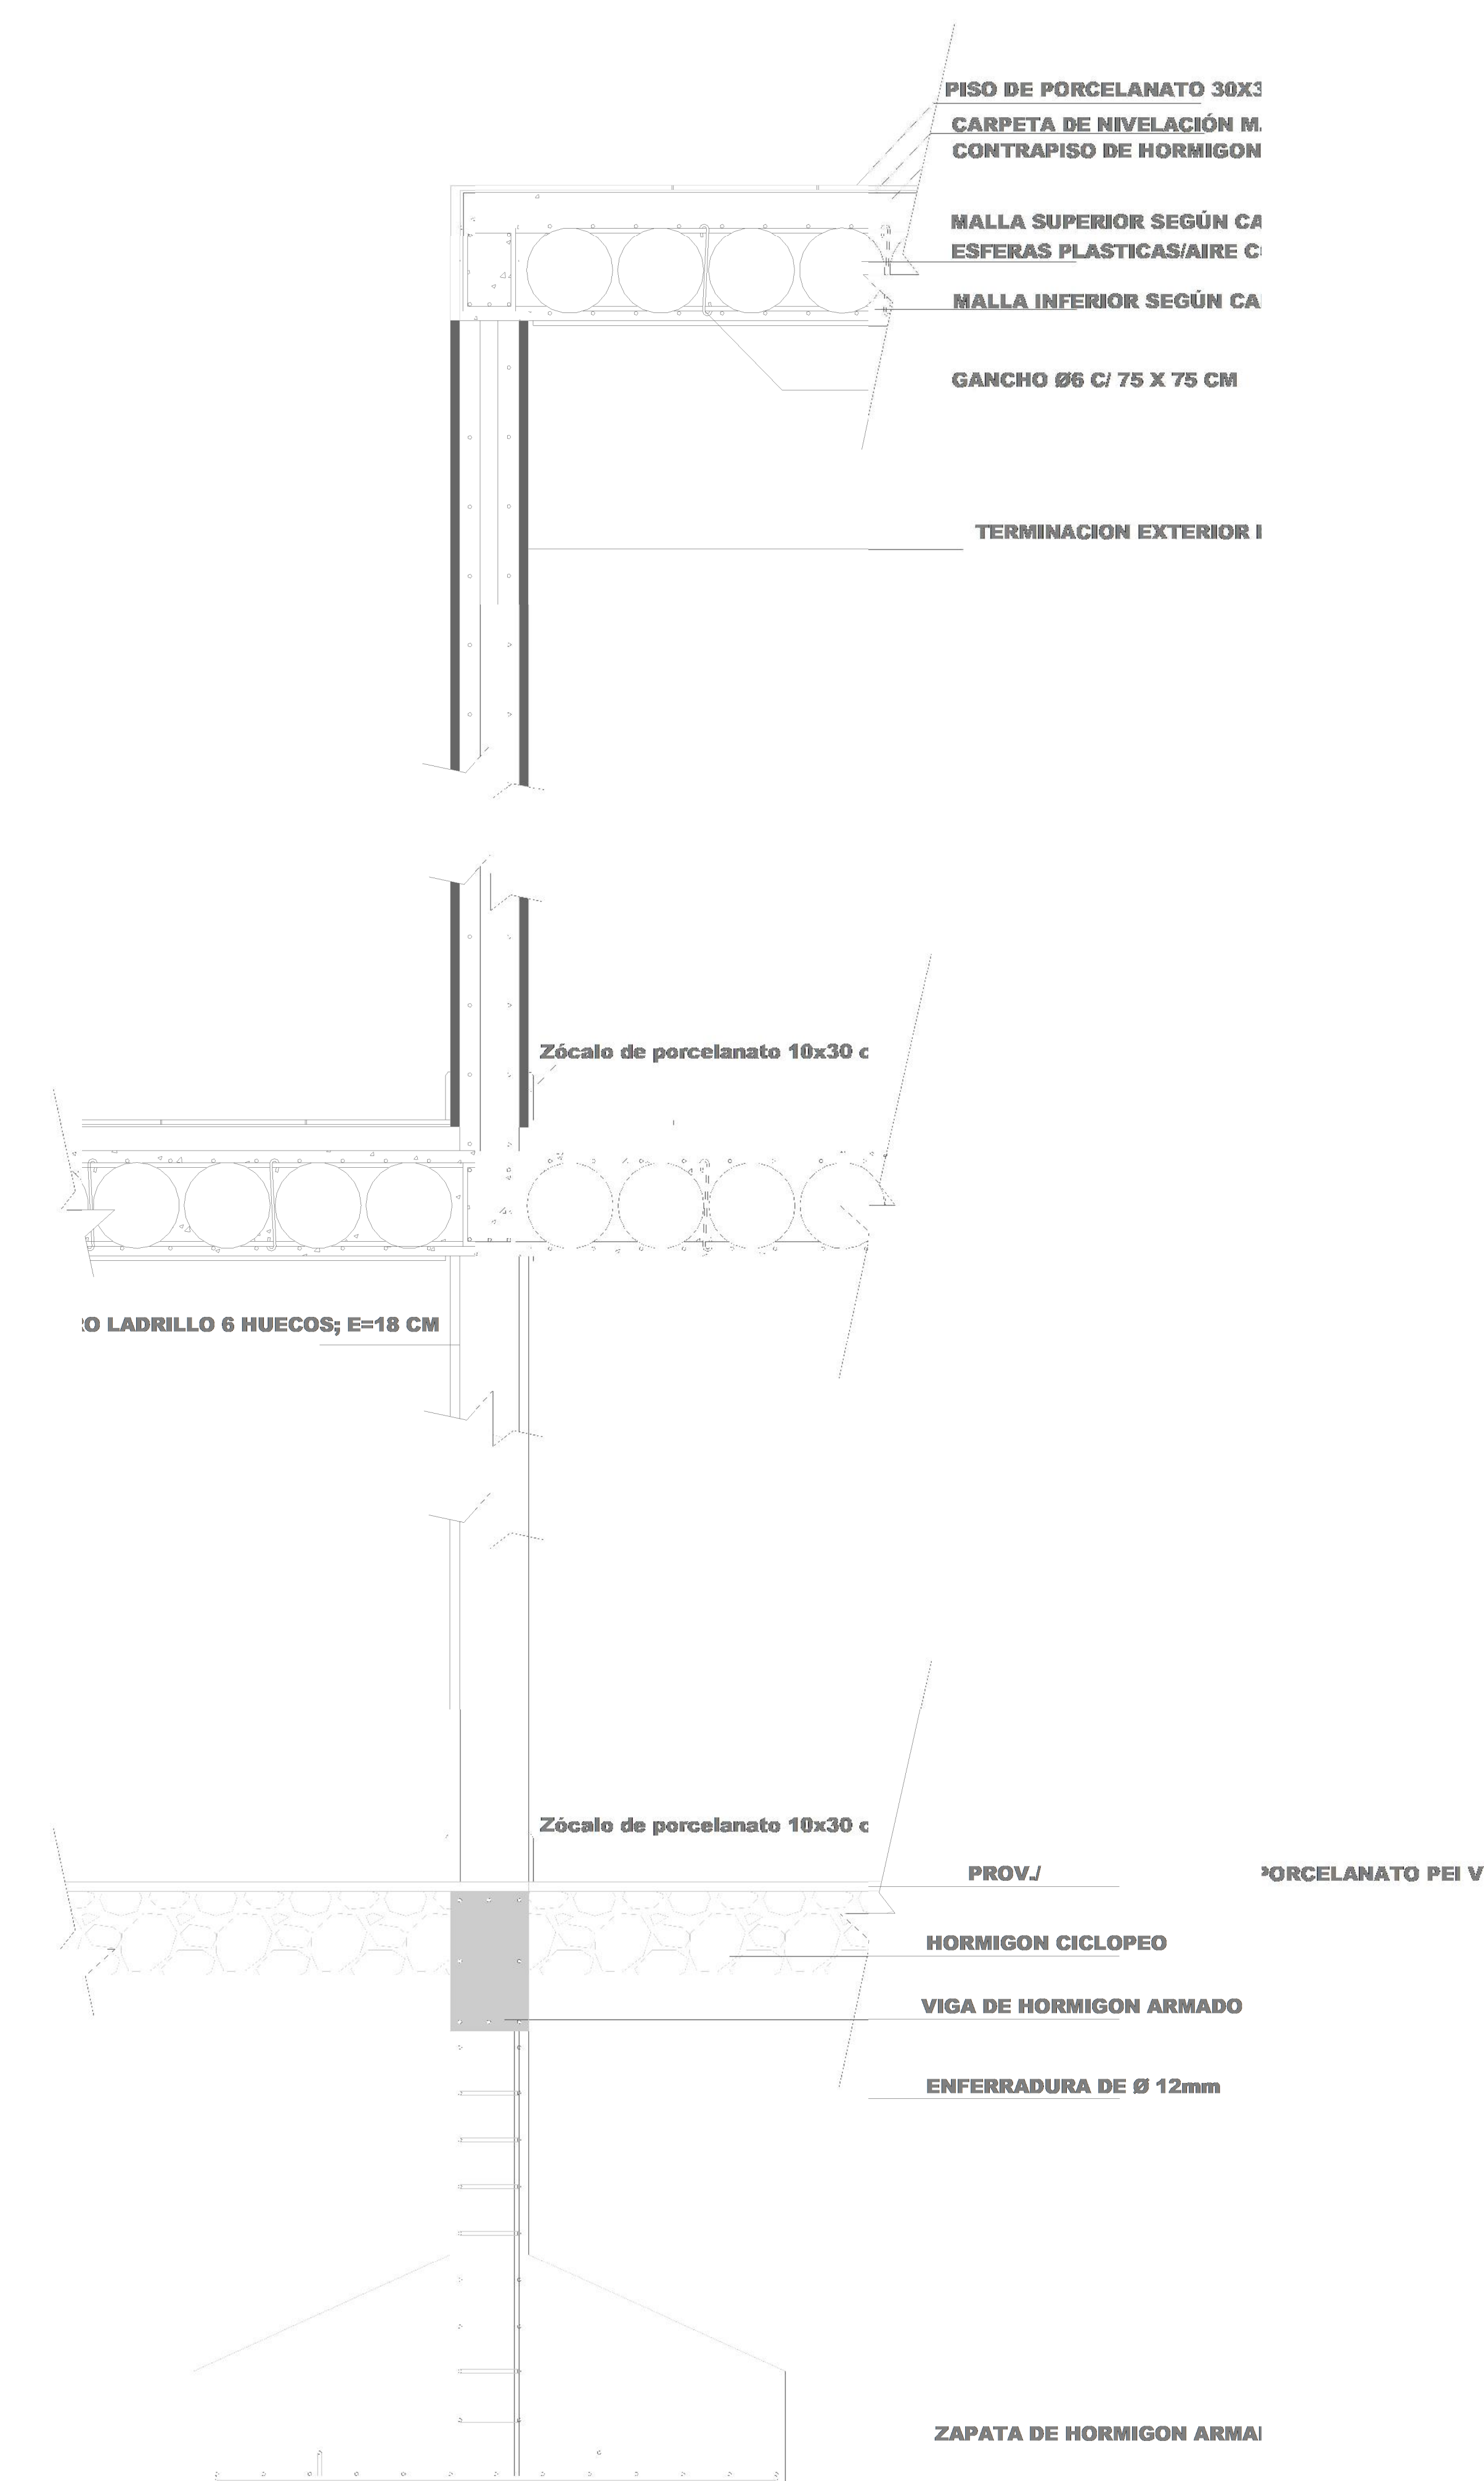 PISO DE PORCELANATO 30X3
CARPETA DE NIVELACIÓN M.
CONTRAPISO DE HORMIGON
MALLA SUPERIOR SEGÚN CA
ESFERAS PLASTICAS/AIRE C
MALLA INFERIOR SEGÚN CA
GANCHO Ø6 C/ 75 X 75 CM
TERMINACION EXTERIOR
Zócalo de porcelanato 10x30 c
O LADRILLO 6 HUECOS; E=18 CM
Zócalo de porcelanato 10x30 c
PROV./ PORCELANATO PEI V
HORMIGON CICLOPEO
VIGA DE HORMIGON ARMADO
ENFERRADURA DE Ø 12mm
ZAPATA DE HORMIGON ARMA